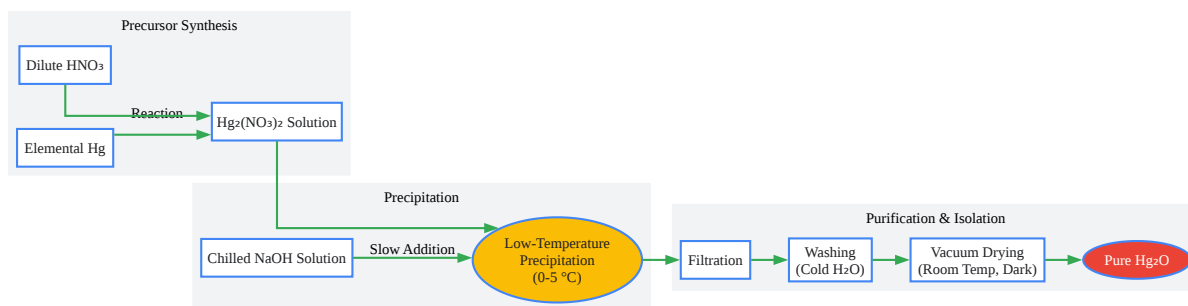 Precursor Synthesis
Dilute HNO₃
Reaction
Hg₂(NO₃)₂ Solution
Elemental Hg
Precipitation
Chilled NaOH Solution
Slow Addition
Low-Temperature
Precipitation
(0-5 °C)
Purification & Isolation
Filtration
Washing
(Cold H₂O)
Vacuum Drying
(Room Temp, Dark)
Pure Hg₂O